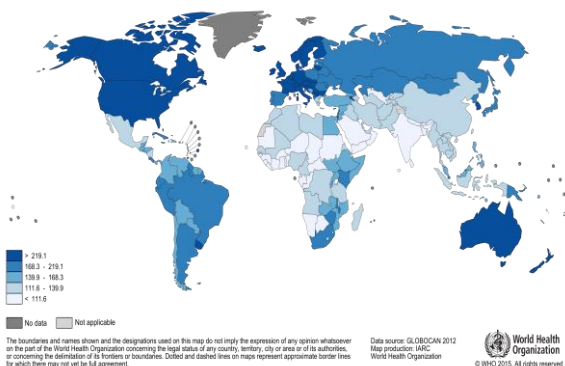 > 219.1
168.3 - 219.1
139.9 - 168.3
111.6 - 139.9
< 111.6
No data
Not applicable
The boundaries and names shown and the designations used on this map do not imply the expression of any opinion whatsoever
on the part of the World Health Organization concerning the legal status of any country, territory, city or area or of its authorities,
or concerning the delimitation of its frontiers or boundaries. Dotted and dashed lines on maps represent approximate border lines
for which there may not yet be full agreement.
Data source: GLOBOCAN 2012
Map production: IARC
World Health Organization
World Health
Organization
© WHO 2015. All rights reserved